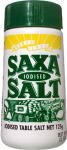 SAXA
IODISED
SALT
IODISED TABLE SALT NET 125g